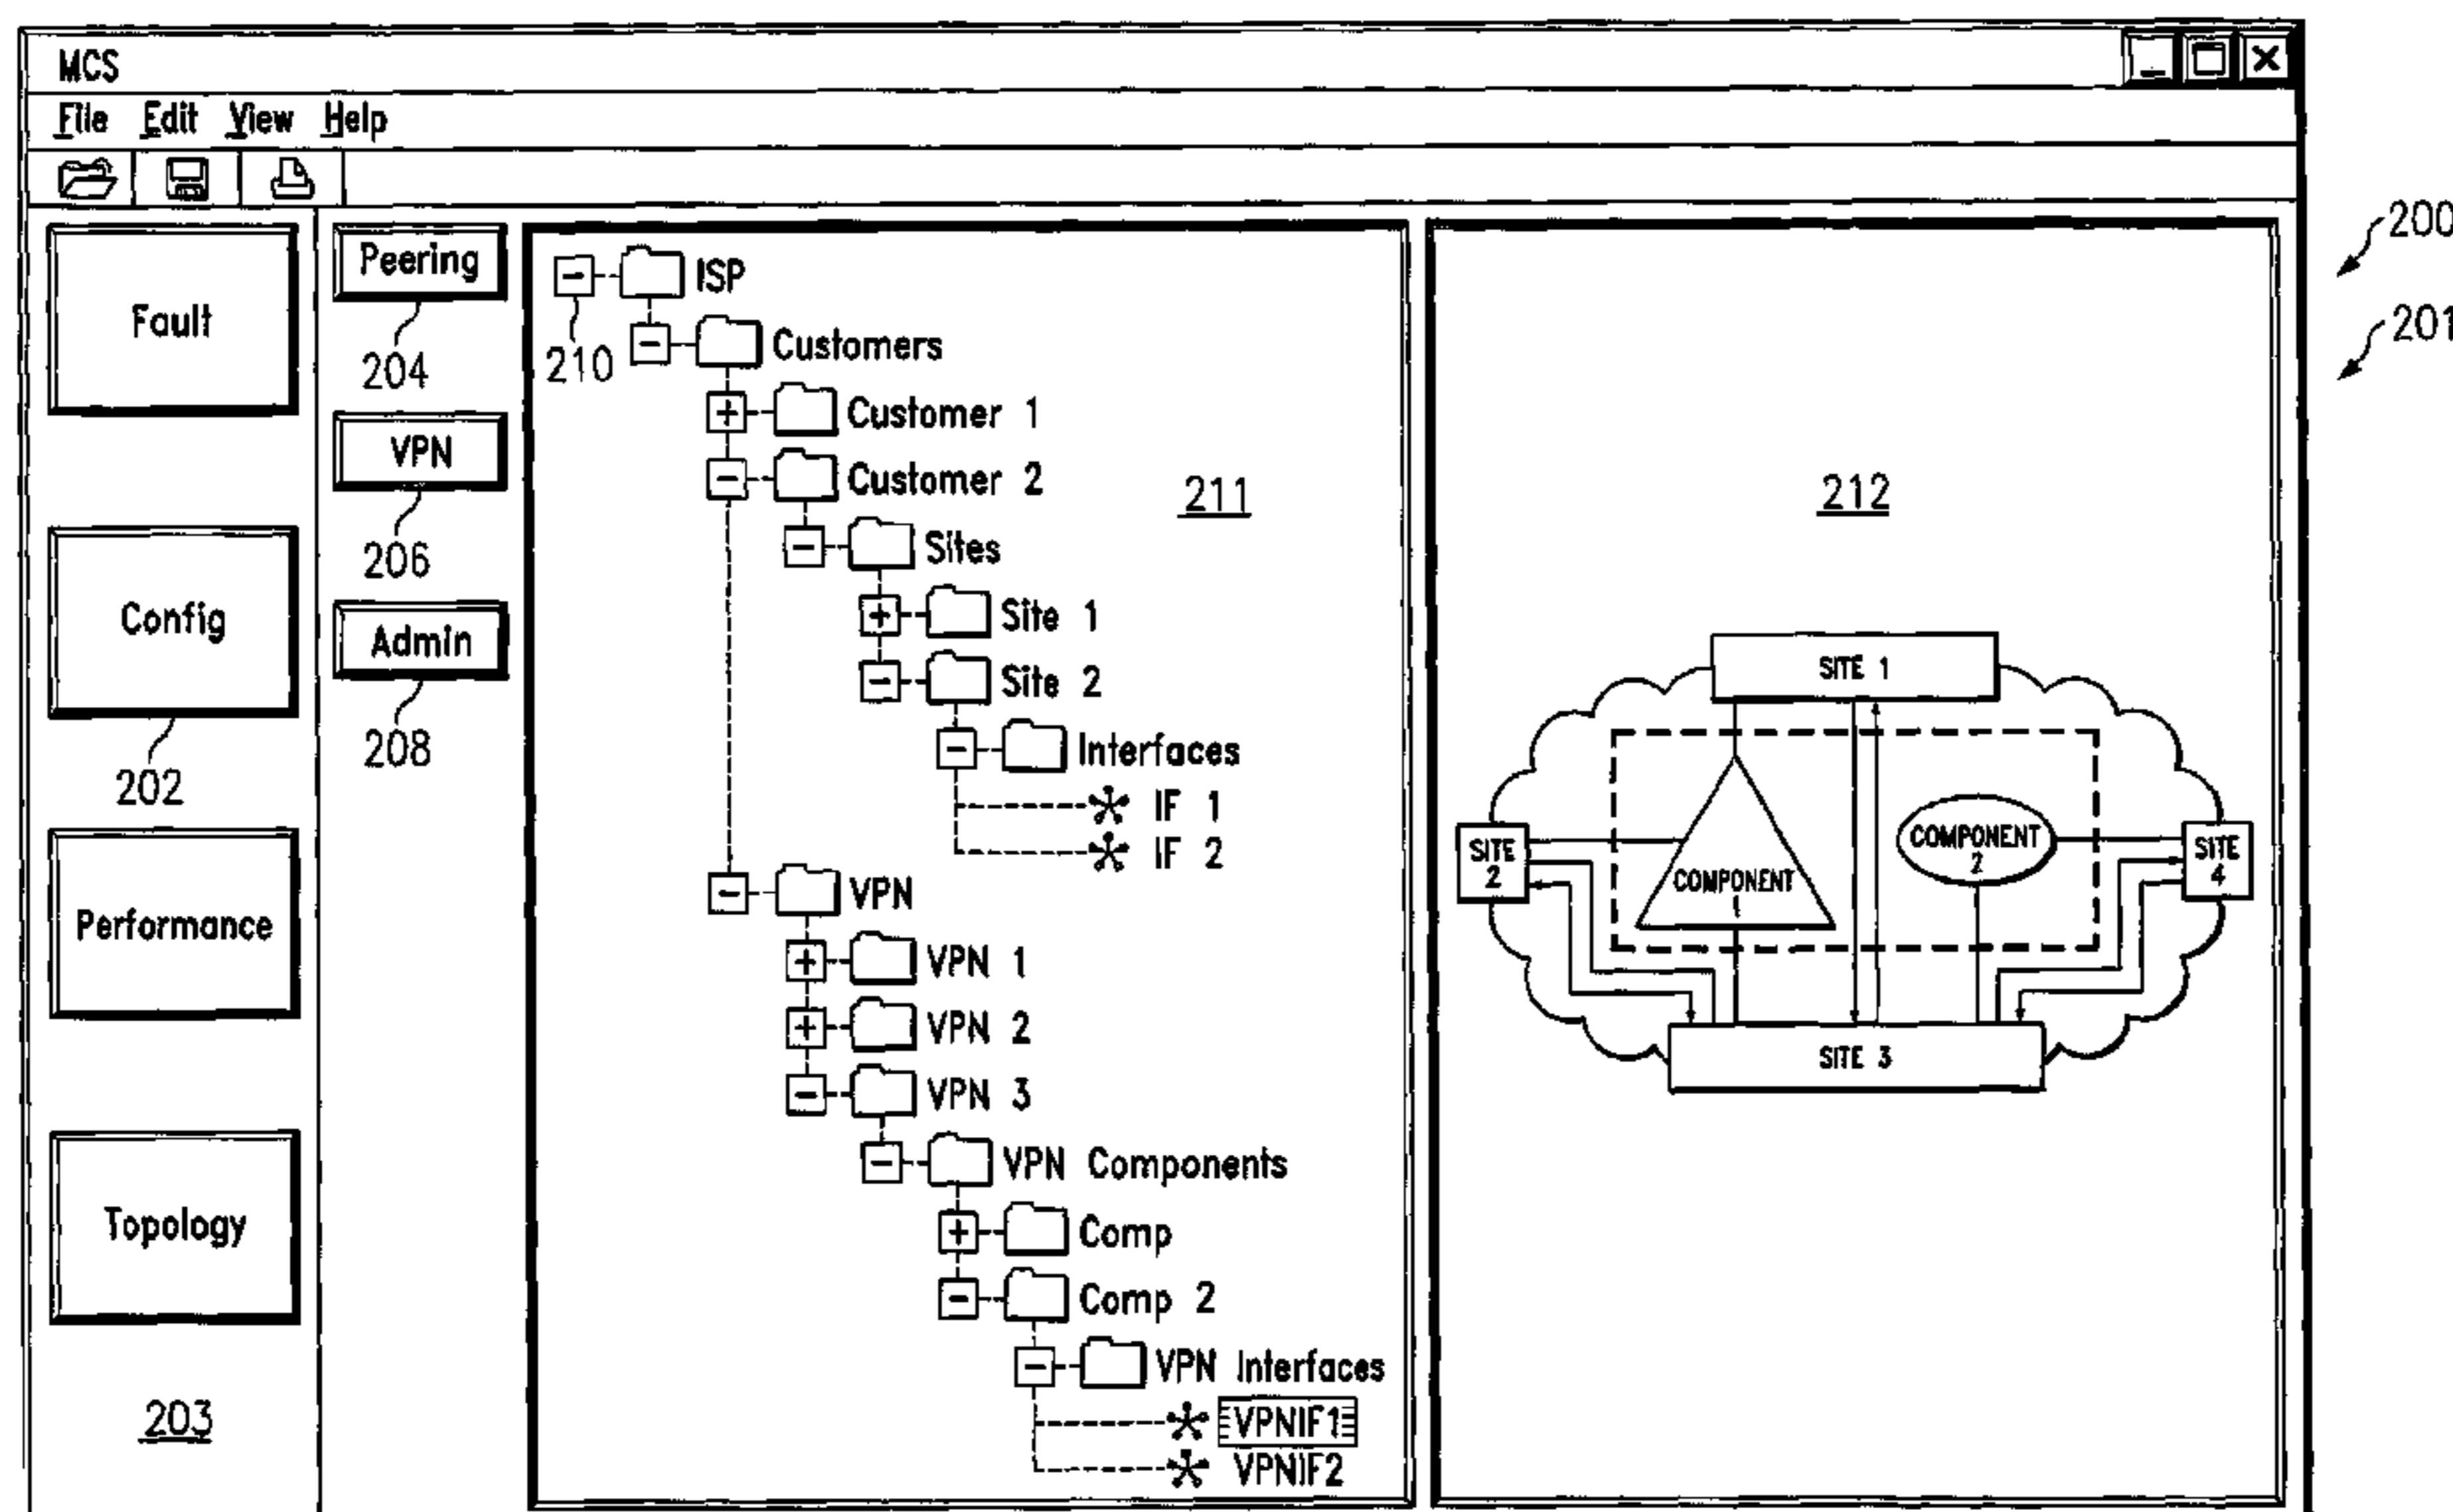 MCS
File Edit View Help
200
201
Fault
Config
202
Performance
Topology
203
Peering
204
VPN
206
Admin
208
ISP
210
Customers
Customer 1
Customer 2
211
Sites
Site 1
Site 2
Interfaces
IF 1
IF 2
VPN
VPN 1
VPN 2
VPN 3
VPN Components
Comp
Comp 2
VPN Interfaces
VPNIF1
VPNIF2
212
SITE 1
SITE
2
COMPONENT
1
COMPONENT
2
SITE
4
SITE 3